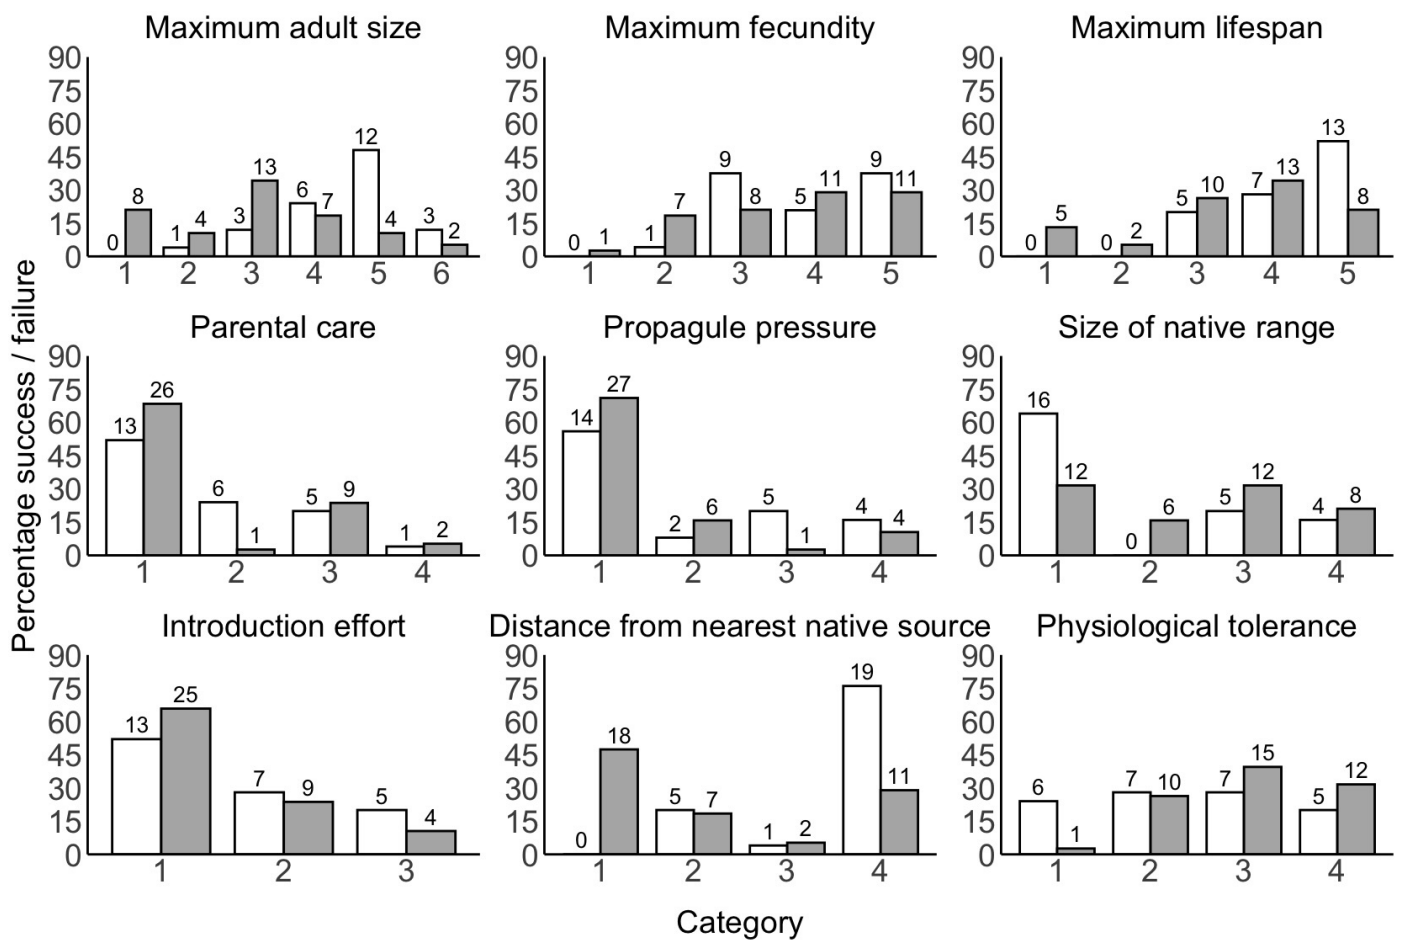 Maximum adult size Maximum fecundity Maximum lifespan
90 90 90
75 75 75
60 60 60
45 45 45
30 30 30
15 15 15
0 0 0
0 8 1 4 3 13 6 7 12 4 3 2
0 1 1 7 9 8 5 11 9 11
0 5 0 2 5 10 7 13 13 8
1 2 3 4 5 6 1 2 3 4 5 1 2 3 4 5
Percentage success / failure
Parental care Propagule pressure Size of native range
90 90 90
75 75 75
60 60 60
45 45 45
30 30 30
15 15 15
0 0 0
13 26 6 1 5 9 1 2
14 27 2 6 5 1 4 4
16 12 0 6 5 12 4 8
1 2 3 4 1 2 3 4 1 2 3 4
Introduction effort Distance from nearest native source Physiological tolerance
90 90 90
75 75 75
60 60 60
45 45 45
30 30 30
15 15 15
0 0 0
13 25 7 9 5 4
0 18 5 7 1 2 19 11
6 1 7 10 7 15 5 12
1 2 3 1 2 3 4 1 2 3 4
Category